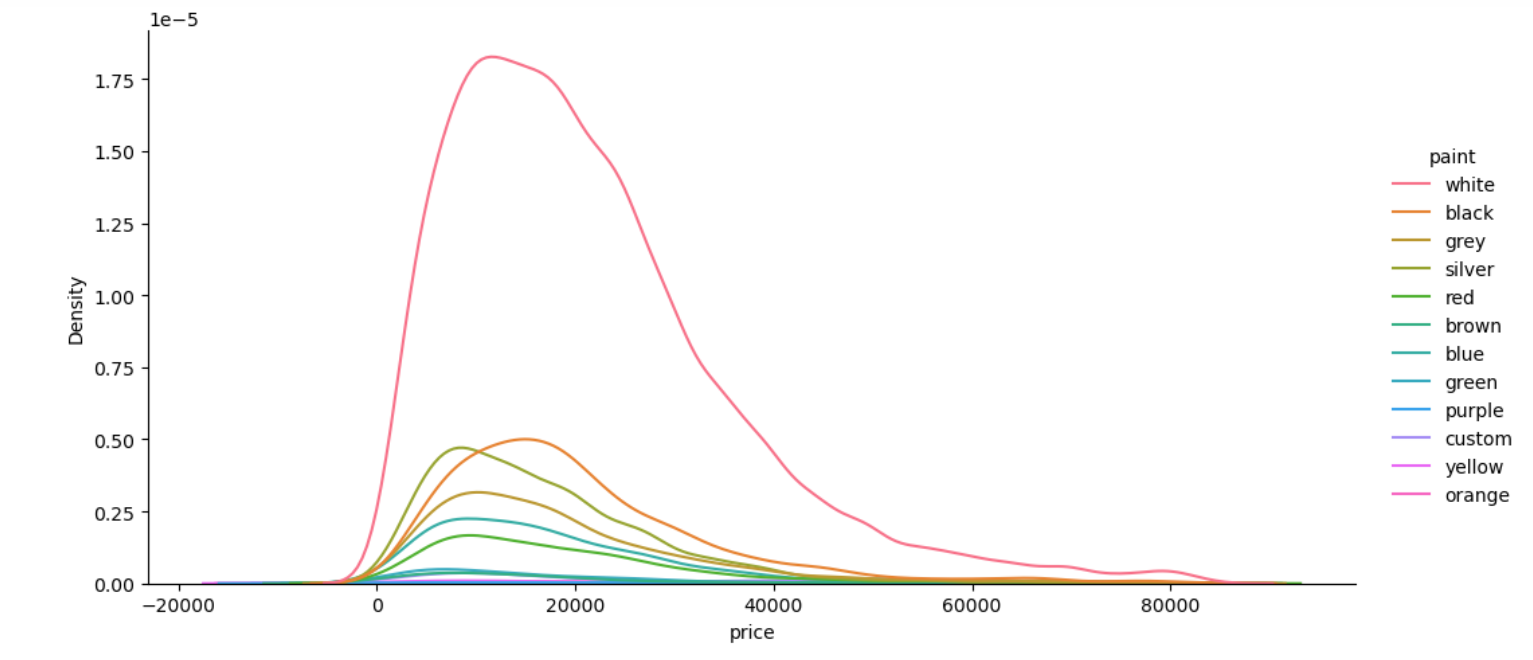 1e−5
1.75
1.50
1.25
1.00
0.75
0.50
0.25
0.00
Density
−20000
0
20000
40000
60000
80000
price
paint
white
black
grey
silver
red
brown
blue
green
purple
custom
yellow
orange